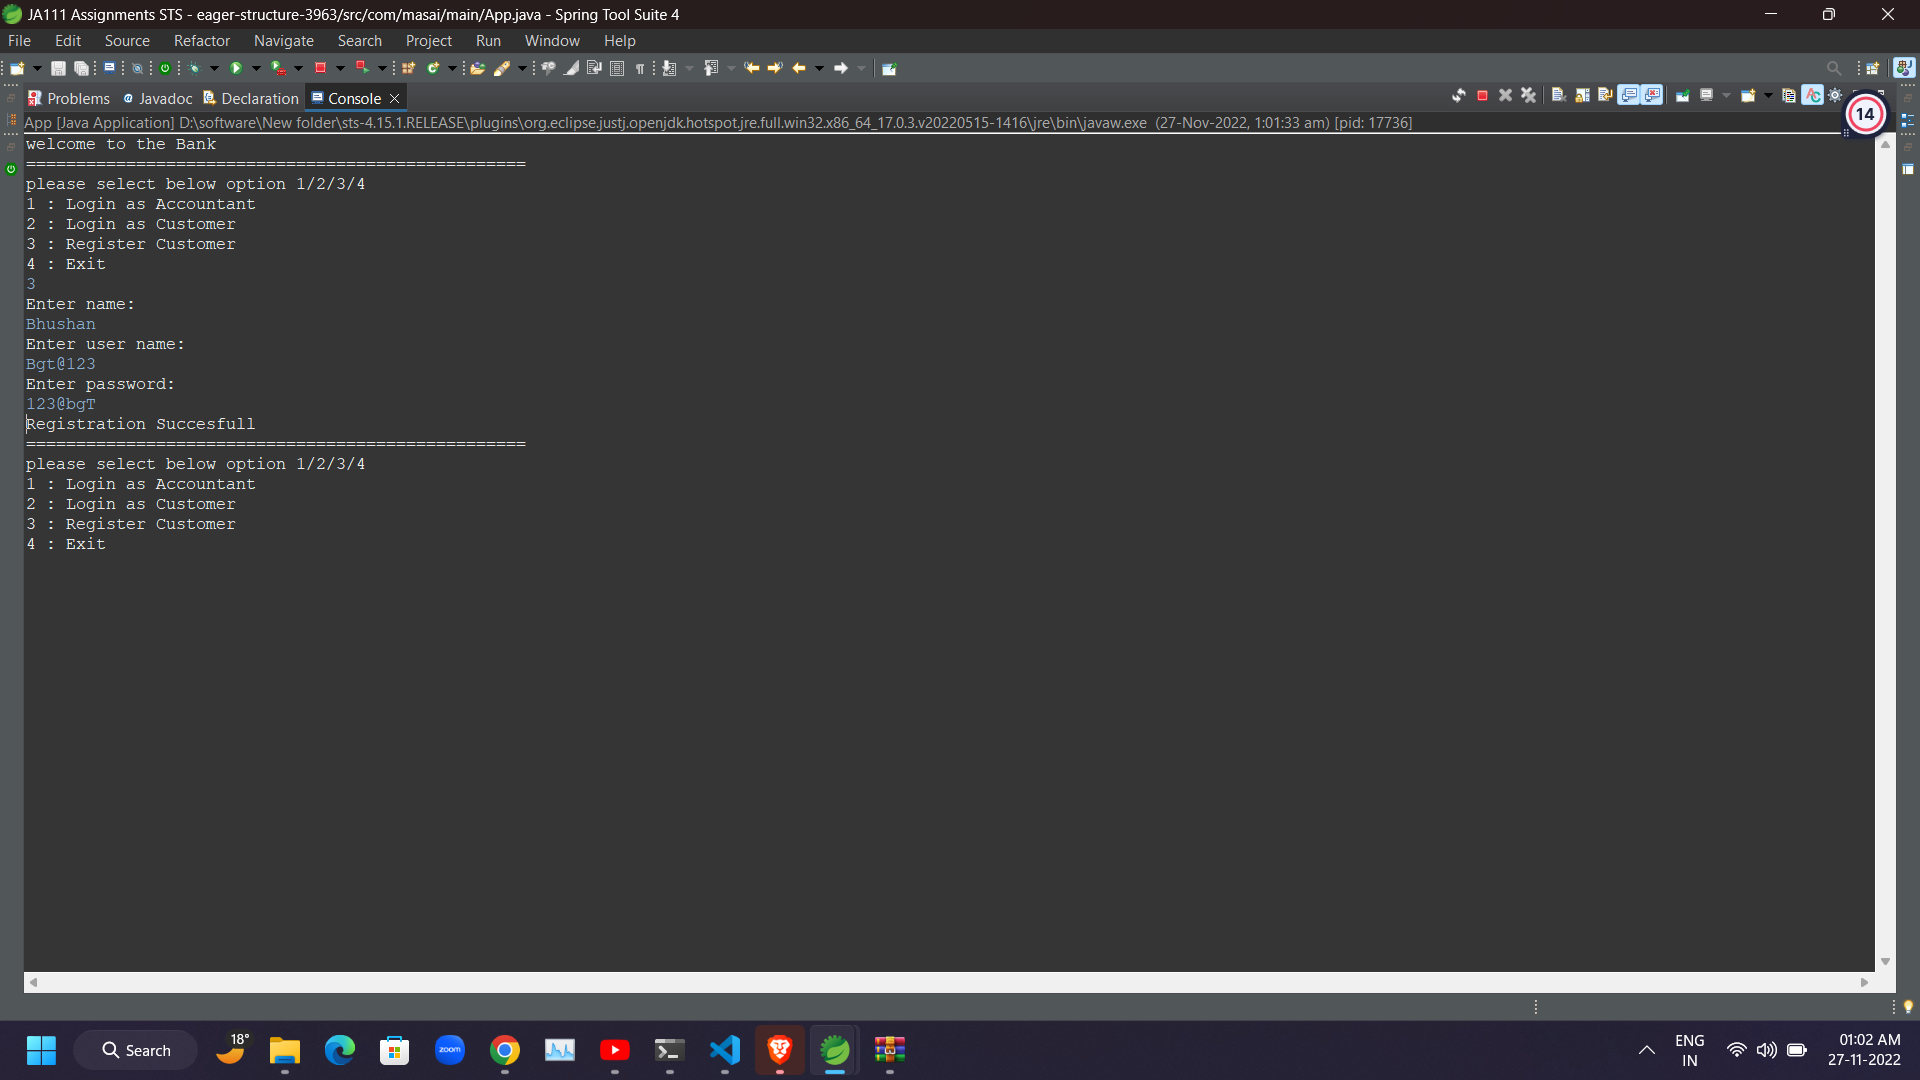 JA111 Assignments STS - eager-structure-3963/src/com/masai/main/App.java - Spring Tool Suite 4
File Edit Source Refactor Navigate Search Project Run Window Help
Problems @ Javadoc Declaration Console
App [Java Application] D:\software\New folder\sts-4.15.1.RELEASE\plugins\org.eclipse.justj.openjdk.hotspot.jre.full.win32.x86_64_17.0.3.v20220515-1416\jre\bin\javaw.exe (27-Nov-2022, 1:01:33 am) [pid: 17736]
14
welcome to the Bank
==================================================
please select below option 1/2/3/4
1 : Login as Accountant
2 : Login as Customer
3 : Register Customer
4 : Exit
3
Enter name:
Bhushan
Enter user name:
Bgt@123
Enter password:
123@bgT
Registration Succesfull
==================================================
please select below option 1/2/3/4
1 : Login as Accountant
2 : Login as Customer
3 : Register Customer
4 : Exit
Search
18°
zoom
ENG
IN
01:02 AM
27-11-2022